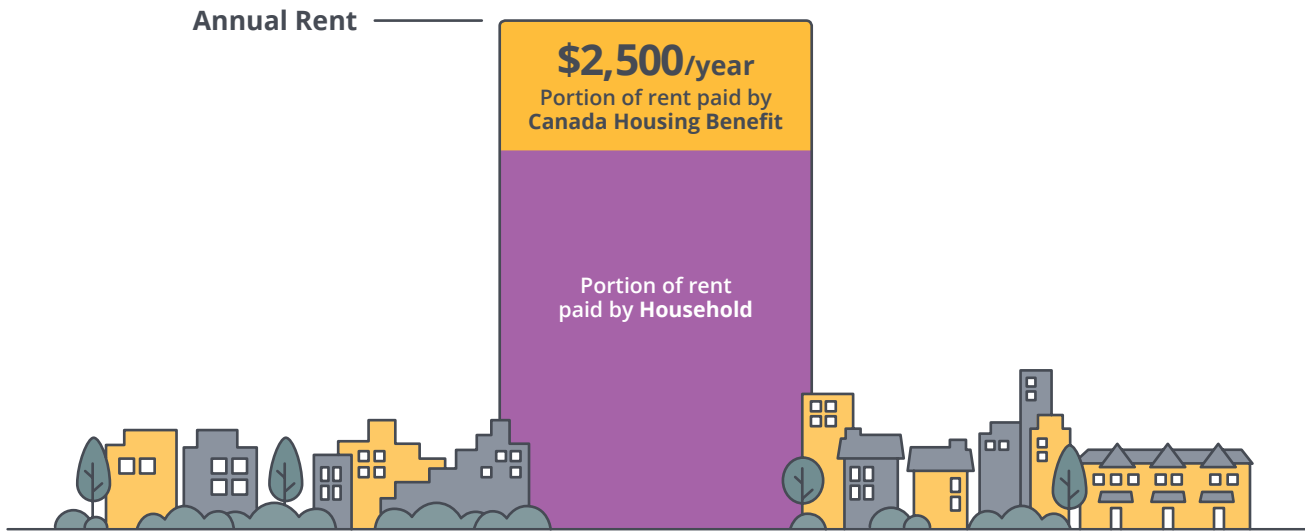 Annual Rent
$2,500/year
Portion of rent paid by
Canada Housing Benefit
Portion of rent
paid by Household